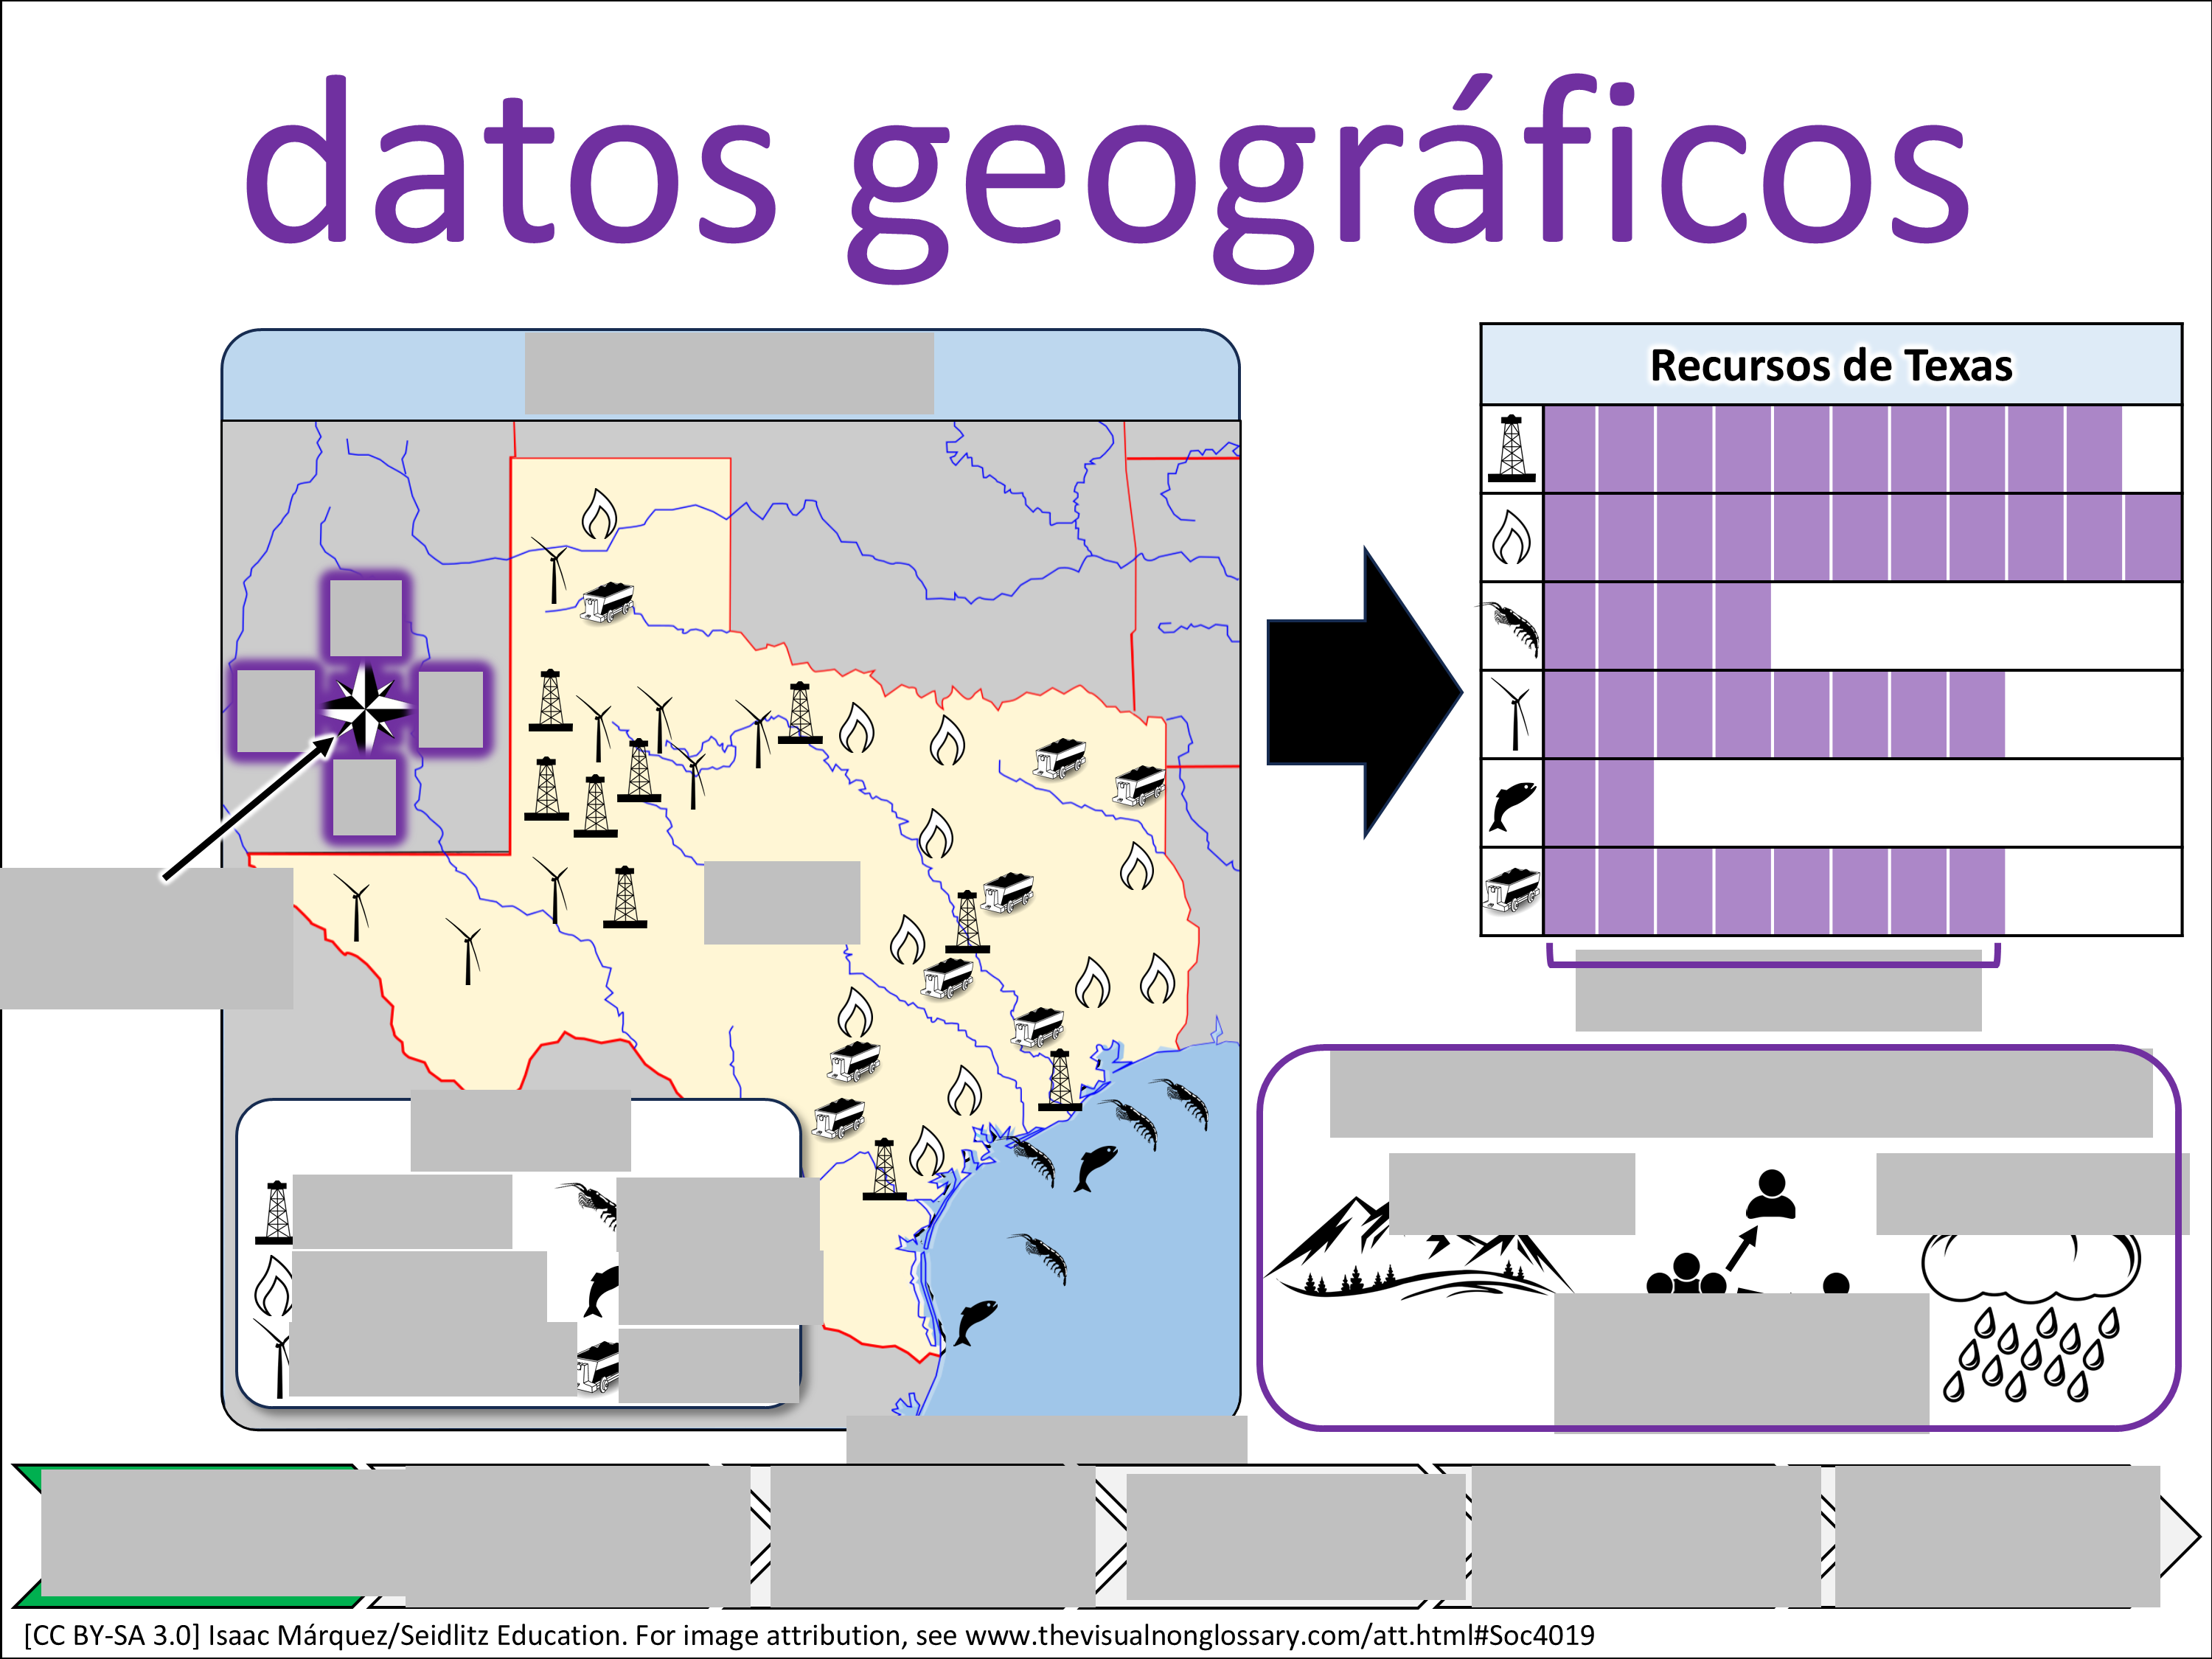 datos geográficos
Recursos de Texas
[CC BY-SA 3.0] Isaac Márquez/Seidlitz Education. For image attribution, see www.thevisualnonglossary.com/att.html#Soc4019